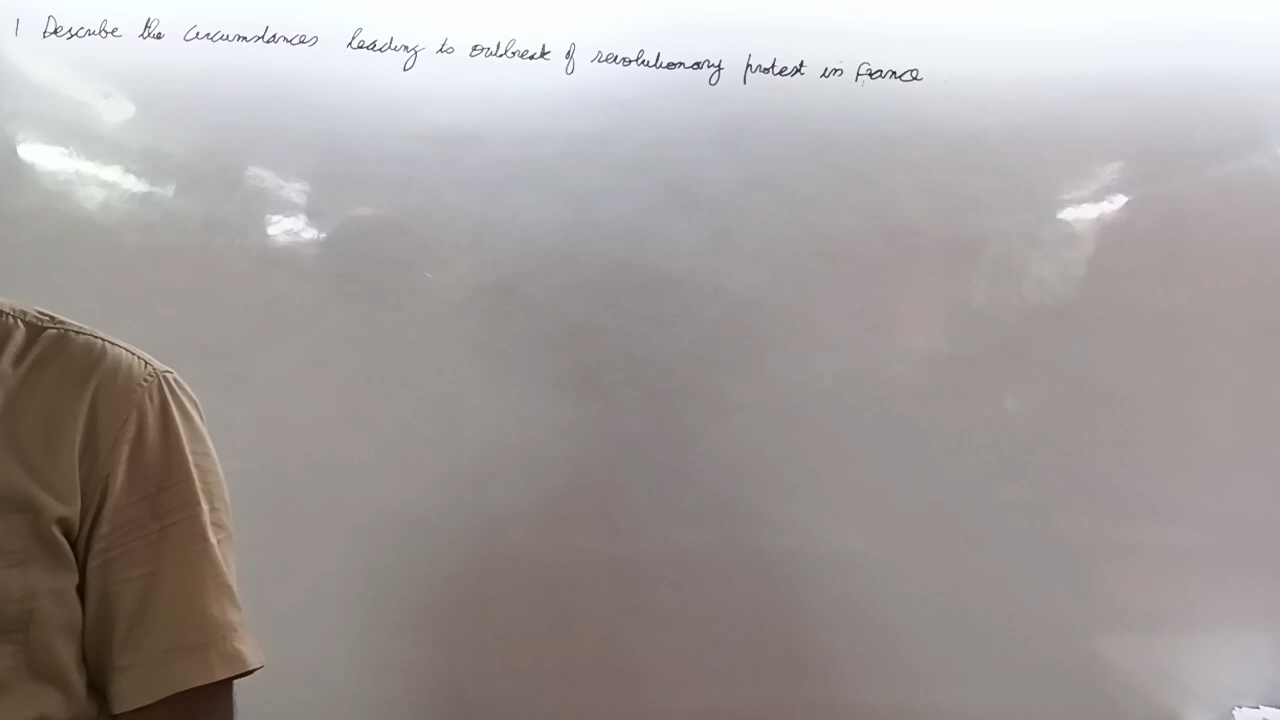 1 Describe the circumstances leading to outbreak of revolutionary protest in France